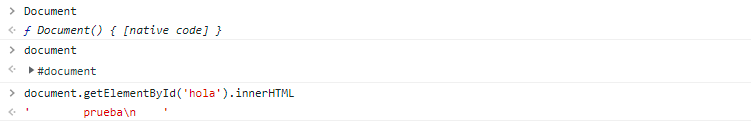 > Document
<· ƒ Document() { [native code] }
> document
<· ▶ #document
> document.getElementById('hola').innerHTML
<· '        prueba\n    '